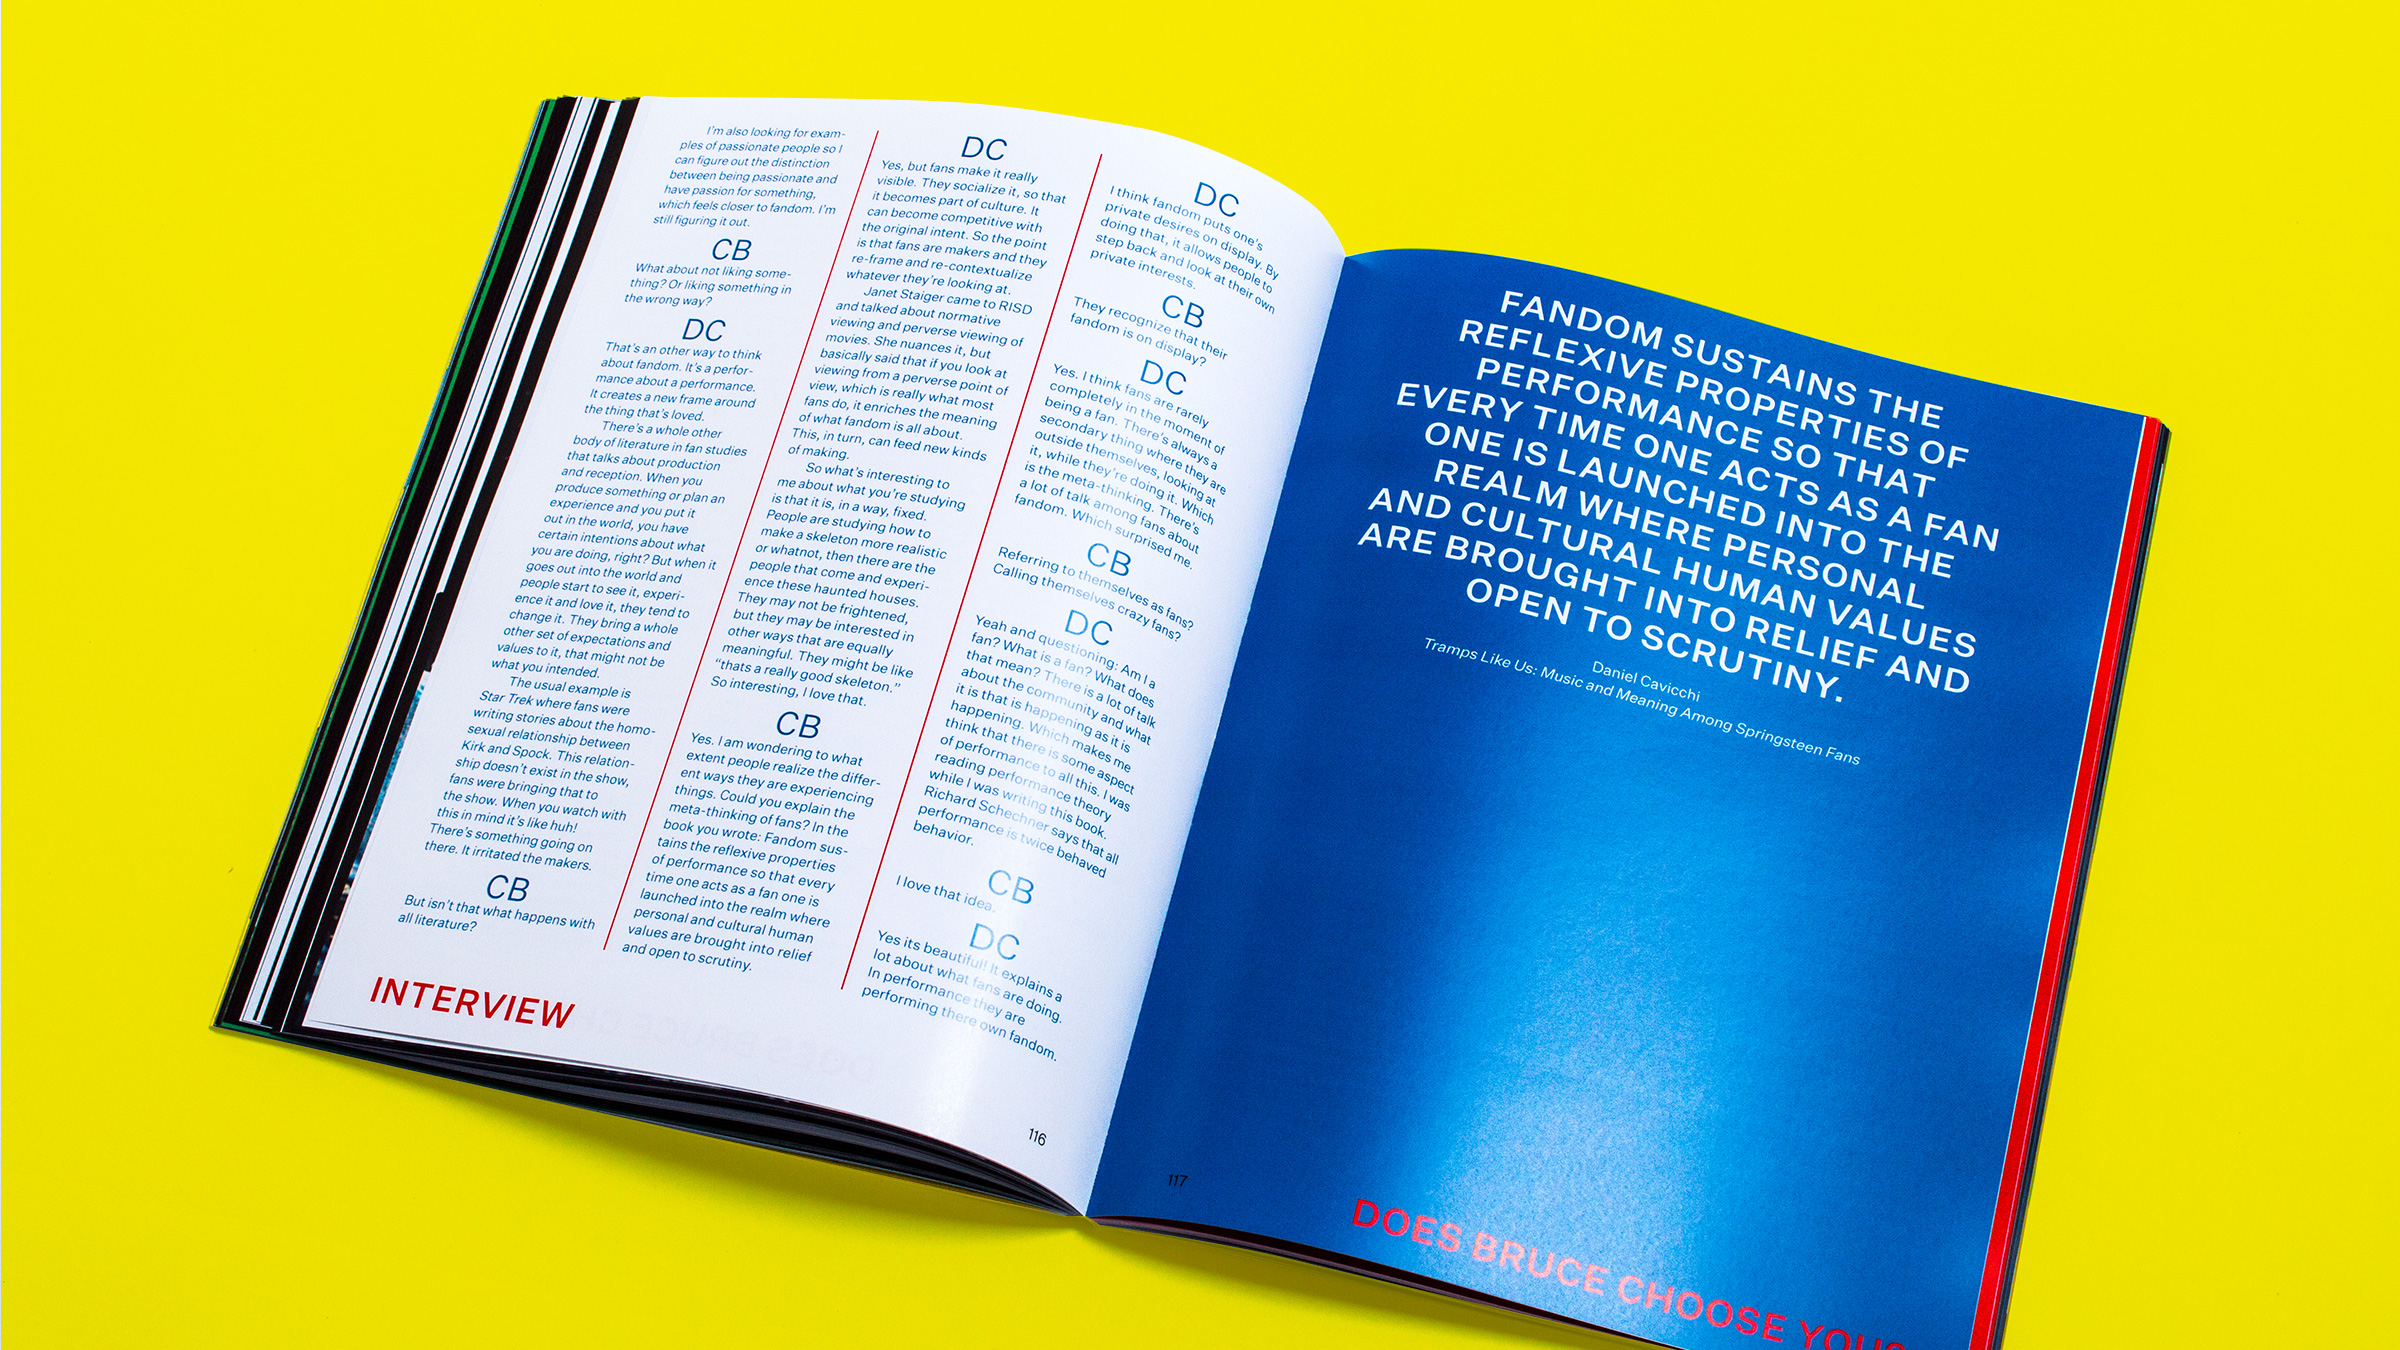 I'm also looking for exam-
ples of passionate people so I
can figure out the distinction
between being passionate and
have passion for something,
which feels closer to fandom. I'm
still figuring it out.
CB
What about not liking some-
thing? Or liking something in
the wrong way?
DC
That's an other way to think
about fandom. It's a perfor-
mance about a performance.
It creates a new frame around
the thing that's loved.
There's a whole other
body of literature in fan studies
that talks about production
and reception. When you
produce something or plan an
experience and you put it
out in the world, you have
certain intentions about what
you are doing, right? But when it
goes out into the world and
people start to see it, experi-
ence it and love it, they tend to
change it. They bring a whole
other set of expectations and
values to it, that might not be
what you intended.
The usual example is
Star Trek where fans were
writing stories about the homo-
sexual relationship between
Kirk and Spock. This relation-
ship doesn't exist in the show,
fans were bringing that to
the show. When you watch with
this in mind it's like huh!
There's something going on
there. It irritated the makers.
CB
But isn't that what happens with
all literature?
DC
Yes, but fans make it really
visible. They socialize it, so that
it becomes part of culture. It
can become competitive with
the original intent. So the point
is that fans are makers and they
re-frame and re-contextualize
whatever they're looking at.
Janet Staiger came to RISD
and talked about normative
viewing and perverse viewing of
movies. She nuances it, but
basically said that if you look at
viewing from a perverse point of
view, which is really what most
fans do, it enriches the meaning
of what fandom is all about.
This, in turn, can feed new kinds
of making.
So what's interesting to
me about what you're studying
is that it is, in a way, fixed.
People are studying how to
make a skeleton more realistic
or whatnot, then there are the
people that come and experi-
ence these haunted houses.
They may not be frightened,
but they may be interested in
other ways that are equally
meaningful. They might be like
"thats a really good skeleton."
So interesting, I love that.
CB
Yes. I am wondering to what
extent people realize the differ-
ent ways they are experiencing
things. Could you explain the
meta-thinking of fans? In the
book you wrote: Fandom sus-
tains the reflexive properties
of performance so that every
time one acts as a fan one is
launched into the realm where
personal and cultural human
values are brought into relief
and open to scrutiny.
DC
I think fandom puts one's
private desires on display. By
doing that, it allows people to
step back and look at their own
private interests.
CB
They recognize that their
fandom is on display?
DC
Yes. I think fans are rarely
completely in the moment of
being a fan. There's always a
secondary thing where they are
outside themselves, looking at
it, while they're doing it. Which
is the meta-thinking. There's
a lot of talk among fans about
fandom. Which surprised me.
CB
Referring to themselves as fans?
Calling themselves crazy fans?
DC
Yeah and questioning: Am I a
fan? What is a fan? What does
that mean? There is a lot of talk
about the community and what
it is that is happening as it is
happening. Which makes me
think that there is some aspect
of performance to all this. I was
reading performance theory
while I was writing this book.
Richard Schechner says that all
performance is twice behaved
behavior.
CB
I love that idea.
DC
Yes its beautiful! It explains a
lot about what fans are doing.
In performance they are
performing there own fandom.
INTERVIEW
116
FANDOM SUSTAINS THE
REFLEXIVE PROPERTIES OF
PERFORMANCE SO THAT
EVERY TIME ONE ACTS AS A FAN
ONE IS LAUNCHED INTO THE
REALM WHERE PERSONAL
AND CULTURAL HUMAN VALUES
ARE BROUGHT INTO RELIEF AND
OPEN TO SCRUTINY.
Daniel Cavicchi
Tramps Like Us: Music and Meaning Among Springsteen Fans
117
DOES BRUCE CHOOSE